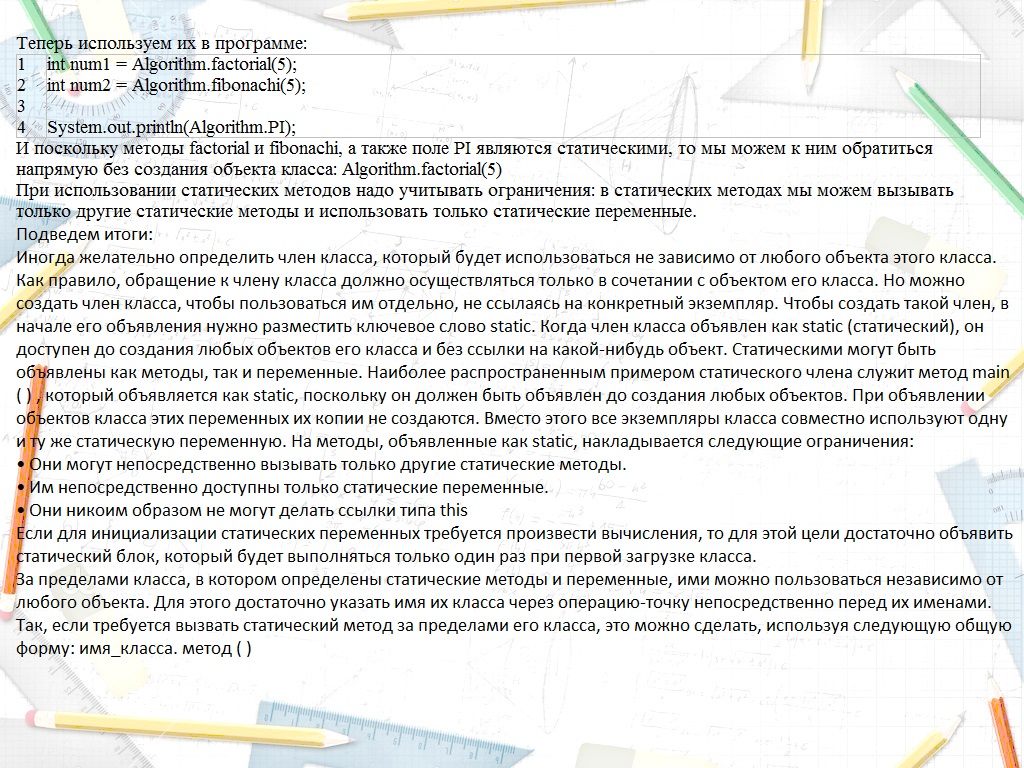 Теперь используем их в программе:
1 int num1 = Algorithm.factorial(5);
2 int num2 = Algorithm.fibonachi(5);
3
4 System.out.println(Algorithm.PI);
И поскольку методы factorial и fibonachi, а также поле PI являются статическими, то мы можем к ним обратиться
напрямую без создания объекта класса: Algorithm.factorial(5)
При использовании статических методов надо учитывать ограничения: в статических методах мы можем вызывать
только другие статические методы и использовать только статические переменные.
Подведем итоги:
Иногда желательно определить член класса, который будет использоваться не зависимо от любого объекта этого класса.
Как правило, обращение к члену класса должно осуществляться только в сочетании с объектом его класса. Но можно
создать член класса, чтобы пользоваться им отдельно, не ссылаясь на конкретный экземпляр. Чтобы создать такой член, в
начале его объявления нужно разместить ключевое слово static. Когда член класса объявлен как static (статический), он
доступен до создания любых объектов его класса и без ссылки на какой-нибудь объект. Статическими могут быть
объявлены как методы, так и переменные. Наиболее распространенным примером статического члена служит метод main
( ) , который объявляется как static, поскольку он должен быть объявлен до создания любых объектов. При объявлении
объектов класса этих переменных их копии не создаются. Вместо этого все экземпляры класса совместно используют одну
и ту же статическую переменную. На методы, объявленные как static, накладывается следующие ограничения:
• Они могут непосредственно вызывать только другие статические методы.
• Им непосредственно доступны только статические переменные.
• Они никоим образом не могут делать ссылки типа this
Если для инициализации статических переменных требуется произвести вычисления, то для этой цели достаточно объявить
статический блок, который будет выполняться только один раз при первой загрузке класса.
За пределами класса, в котором определены статические методы и переменные, ими можно пользоваться независимо от
любого объекта. Для этого достаточно указать имя их класса через операцию-точку непосредственно перед их именами.
Так, если требуется вызвать статический метод за пределами его класса, это можно сделать, используя следующую общую
форму: имя_класса. метод ( )